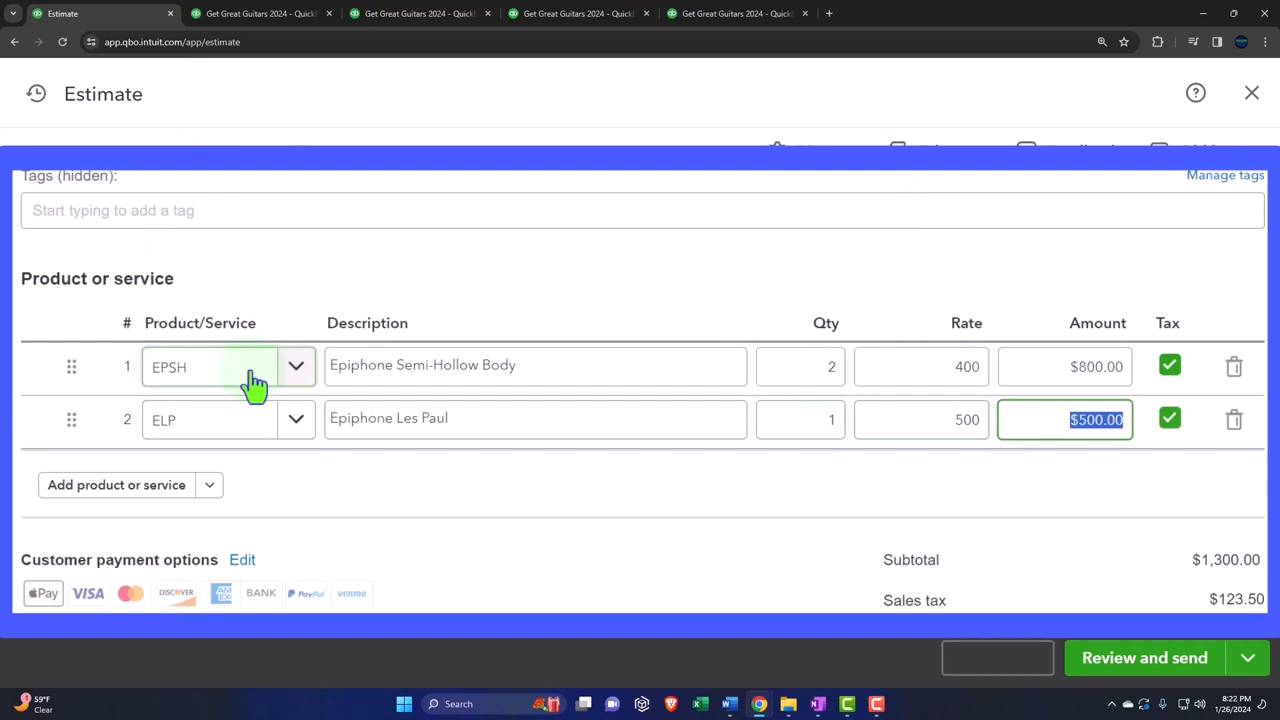 Estimate
Get Great Guitars 2024 - Quick
Get Great Guitars 2024 - Quick
Get Great Guitars 2024 - Quick
Get Great Guitars 2024 - Quick
app.qbo.intuit.com/app/estimate
Estimate
Tags (hidden):
Manage tags
Start typing to add a tag
Product or service
# Product/Service Description Qty Rate Amount Tax
1 EPSH Epiphone Semi-Hollow Body 2 400 $800.00
2 ELP Epiphone Les Paul 1 500 $500.00
Add product or service
Customer payment options Edit
Subtotal $1,300.00
Pay VISA DISCOVER AM EX BANK PayPal venmo
Sales tax $123.50
Review and send
59°F
Clear
Search
8:22 PM
1/26/2024